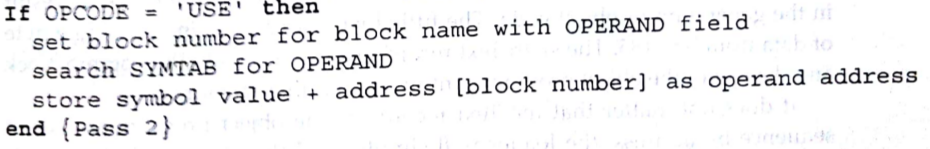 If OPCODE = 'USE' then
set block number for block name with OPERAND field
search SYMTAB for OPERAND
store symbol value + address [block number] as operand address
end {Pass 2}